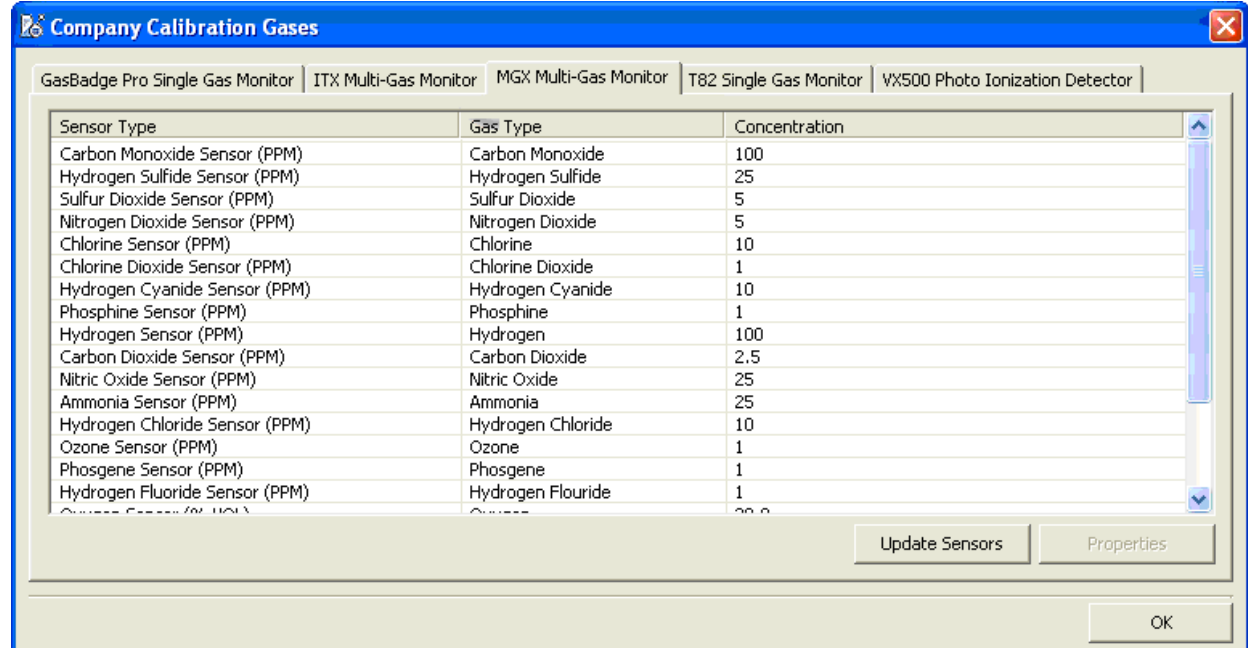 Company Calibration Gases
GasBadge Pro Single Gas Monitor ITX Multi-Gas Monitor MGX Multi-Gas Monitor T82 Single Gas Monitor VX500 Photo Ionization Detector
Sensor Type Gas Type Concentration
Carbon Monoxide Sensor (PPM) Carbon Monoxide 100
Hydrogen Sulfide Sensor (PPM) Hydrogen Sulfide 25
Sulfur Dioxide Sensor (PPM) Sulfur Dioxide 5
Nitrogen Dioxide Sensor (PPM) Nitrogen Dioxide 5
Chlorine Sensor (PPM) Chlorine 10
Chlorine Dioxide Sensor (PPM) Chlorine Dioxide 1
Hydrogen Cyanide Sensor (PPM) Hydrogen Cyanide 10
Phosphine Sensor (PPM) Phosphine 1
Hydrogen Sensor (PPM) Hydrogen 100
Carbon Dioxide Sensor (PPM) Carbon Dioxide 2.5
Nitric Oxide Sensor (PPM) Nitric Oxide 25
Ammonia Sensor (PPM) Ammonia 25
Hydrogen Chloride Sensor (PPM) Hydrogen Chloride 10
Ozone Sensor (PPM) Ozone 1
Phosgene Sensor (PPM) Phosgene 1
Hydrogen Fluoride Sensor (PPM) Hydrogen Flouride 1
Update Sensors Properties
OK